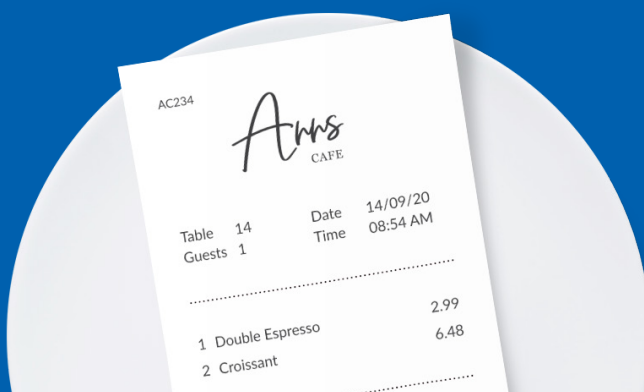 AC234
Anns
CAFE
Table 14 Date 14/09/20
Guests 1 Time 08:54 AM
1 Double Espresso 2.99
2 Croissant 6.48